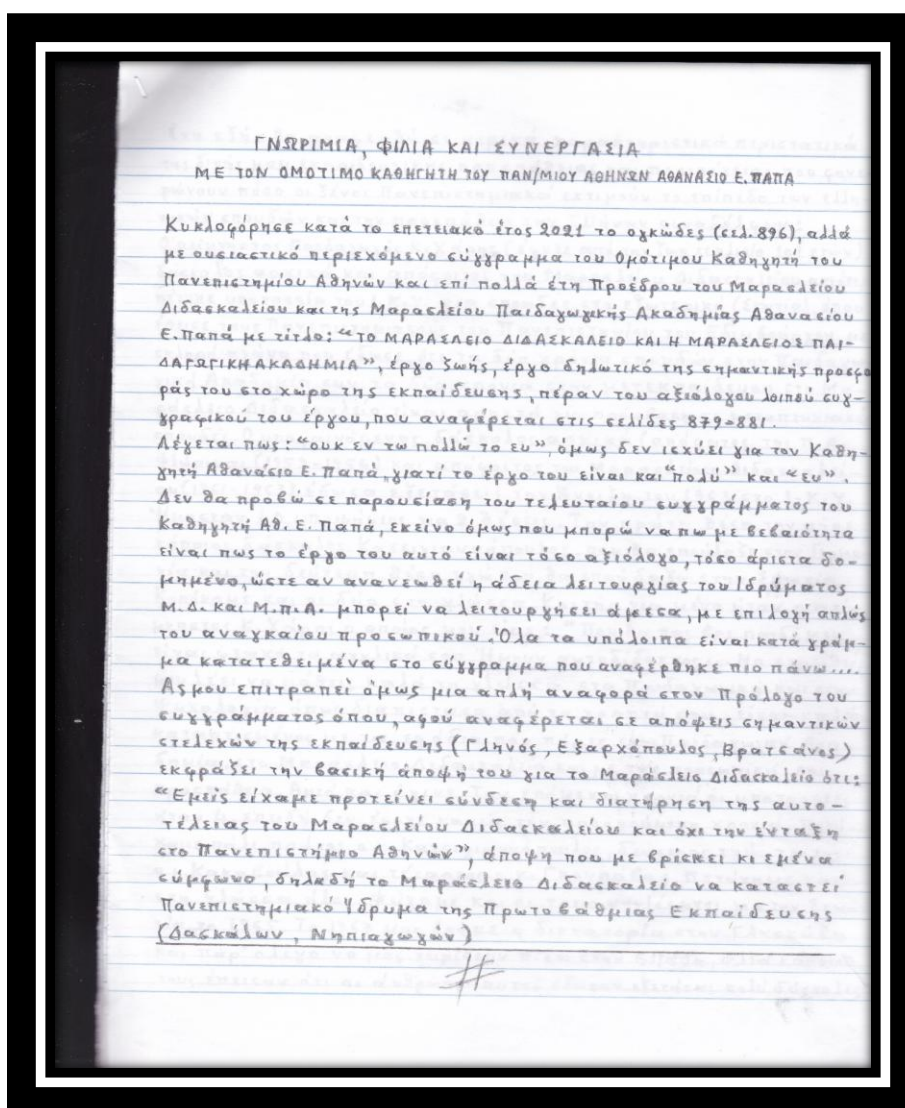 ΓΝΩΡΙΜΙΑ, ΦΙΛΙΑ ΚΑΙ ΣΥΝΕΡΓΑΣΙΑ
ΜΕ ΤΟΝ ΟΜΟΤΙΜΟ ΚΑΘΗΓΗΤΗ ΤΟΥ ΠΑΝ/ΜΙΟΥ ΑΘΗΝΩΝ ΑΘΑΝΑΣΙΟ Ε. ΠΑΠΑ
Κυκλοφόρησε κατά το επετειακό έτος 2021 το ογκώδες (σελ. 896), αλλά
με ουσιαστικό περιεχόμενο σύγγραμμα του Ομότιμου Καθηγητή του
Πανεπιστημίου Αθηνών και επί πολλά έτη Προέδρου του Μαρασλείου
Διδασκαλείου και της Μαρασλείου Παιδαγωγικής Ακαδημίας Αθανασίου
Ε. Παπά με τίτλο: "ΤΟ ΜΑΡΑΣΛΕΙΟ ΔΙΔΑΣΚΑΛΕΙΟ ΚΑΙ Η ΜΑΡΑΣΛΕΙΟΣ ΠΑΙ-
ΔΑΓΩΓΙΚΗ ΑΚΑΔΗΜΙΑ", έργο ζωής, έργο δηλωτικό της σημαντικής προσφο
ράς του στο χώρο της εκπαίδευσης, πέραν του αξιόλογου λοιπού συγ-
γραφικού του έργου, που αναφέρεται στις σελίδες 879-881.
Λέγεται πως: "ουκ εν τω πολλώ το ευ", όμως δεν ισχύει για τον Καθη-
γητή Αθανάσιο Ε. Παπά, γιατί το έργο του είναι και "πολύ" και "ευ".
Δεν θα προβώ σε παρουσίαση του τελευταίου συγγράμματος του
Καθηγητή Αθ. Ε. Παπά, εκείνο όμως που μπορώ να πω με βεβαιότητα
είναι πως το έργο του αυτό είναι τόσο αξιόλογο, τόσο άριστα δο-
μημένο, ώστε αν ανανεωθεί η άδεια λειτουργίας του Ιδρύματος
Μ.Δ. και Μ.Π.Α. μπορεί να λειτουργήσει άμεσα, με επιλογή απλώς
του αναγκαίου προσωπικού. Όλα τα υπόλοιπα είναι κατά γράμ-
μα κατατεθειμένα στο σύγγραμμα που αναφέρθηκε πιο πάνω....
Ας μου επιτραπεί όμως μια απλή αναφορά στον Πρόλογο του
συγγράμματος όπου, αφού αναφέρεται σε απόψεις σημαντικών
στελεχών της εκπαίδευσης (Γληνός, Εξαρχόπουλος, Βρατσάνος)
εκφράζει την βασική άποψή του για το Μαράσλειο Διδασκαλείο ότι:
"Εμείς είχαμε προτείνει σύνδεση και διατήρηση της αυτο-
τέλειας του Μαρασλείου Διδασκαλείου και όχι την ένταξη
στο Πανεπιστήμιο Αθηνών", άποψη που με βρίσκει κι εμένα
σύμφωνο, δηλαδή το Μαράσλειο Διδασκαλείο να καταστεί
Πανεπιστημιακό Ίδρυμα της Πρωτοβάθμιας Εκπαίδευσης
(Δασκάλων, Νηπιαγωγών)
#